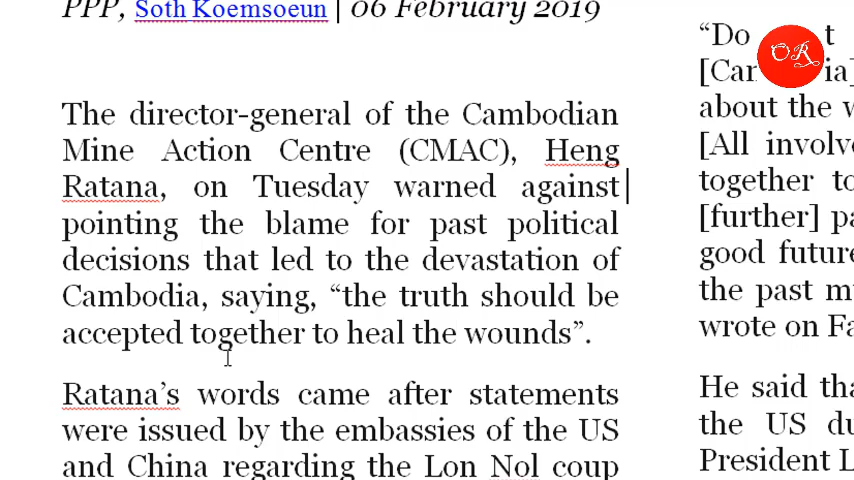 PPP, Soth Koemsoeun | 06 February 2019
The director-general of the Cambodian
Mine Action Centre (CMAC), Heng
Ratana, on Tuesday warned against
pointing the blame for past political
decisions that led to the devastation of
Cambodia, saying, “the truth should be
accepted together to heal the wounds”.
Ratana’s words came after statements
were issued by the embassies of the US
and China regarding the Lon Nol coup
“Do
about the
[All
together
[further]
good future
the past
wrote on
He said
the US
President
OR